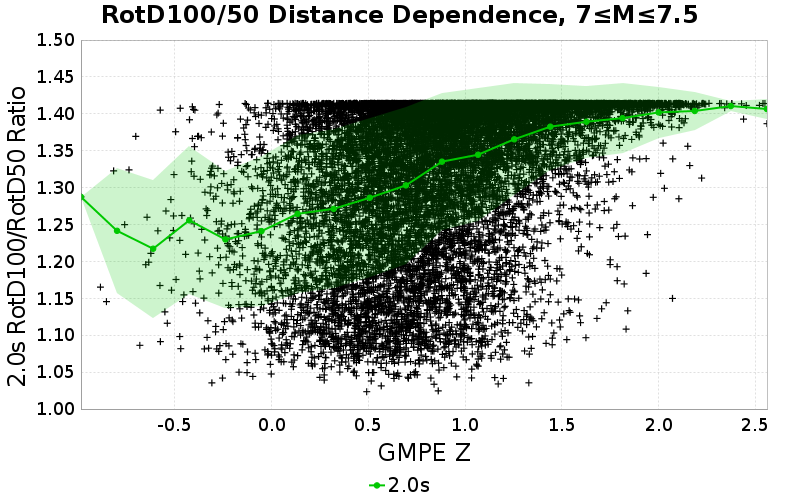 RotD100/50 Distance Dependence, 7≤M≤7.5
2.0s RotD100/RotD50 Ratio
1.50
1.45
1.40
1.35
1.30
1.25
1.20
1.15
1.10
1.05
1.00
-0.5 0.0 0.5 1.0 1.5 2.0 2.5
GMPE Z
2.0s